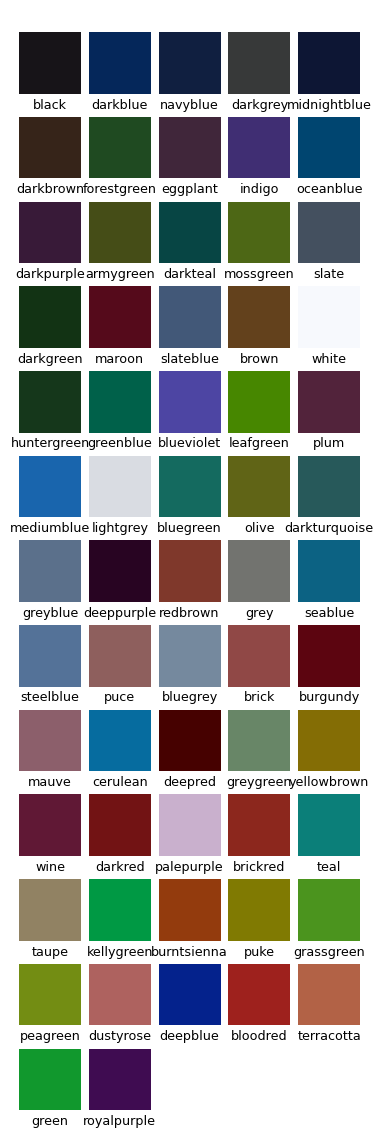 black darkblue navyblue darkgrey midnightblue
darkbrown forestgreen eggplant indigo oceanblue
darkpurple armygreen darkteal mossgreen slate
darkgreen maroon slateblue brown white
huntergreen greenblue blueviolet leafgreen plum
mediumblue lightgrey bluegreen olive darkturquoise
greyblue deeppurple redbrown grey seablue
steelblue puce bluegrey brick burgundy
mauve cerulean deepred greygreen yellowbrown
wine darkred palepurple brickred teal
taupe kellygreen burntsienna puke grassgreen
peagreen dustyrose deepblue bloodred terracotta
green royalpurple